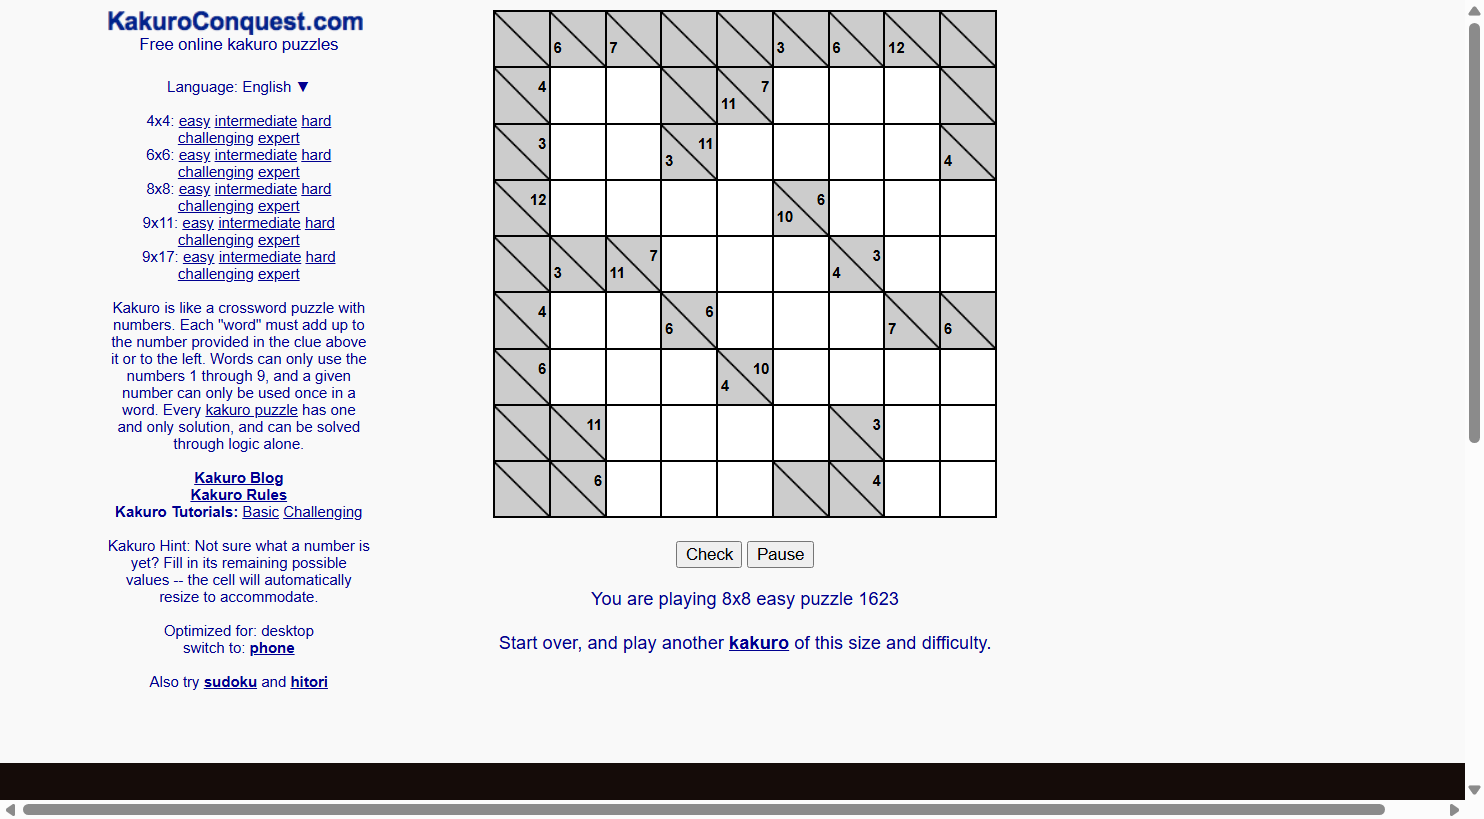 KakuroConquest.com
Free online kakuro puzzles
Language: English ▼
4x4: easy intermediate hard
challenging expert
6x6: easy intermediate hard
challenging expert
8x8: easy intermediate hard
challenging expert
9x11: easy intermediate hard
challenging expert
9x17: easy intermediate hard
challenging expert
Kakuro is like a crossword puzzle with
numbers. Each "word" must add up to
the number provided in the clue above
it or to the left. Words can only use the
numbers 1 through 9, and a given
number can only be used once in a
word. Every kakuro puzzle has one
and only solution, and can be solved
through logic alone.
Kakuro Blog
Kakuro Rules
Kakuro Tutorials: Basic Challenging
Kakuro Hint: Not sure what a number is
yet? Fill in its remaining possible
values -- the cell will automatically
resize to accommodate.
Optimized for: desktop
switch to: phone
Also try sudoku and hitori
6 7 3 6 12
4 11 7
3 3 11 4
12 10 6
3 11 7 4 3
4 6 6 7 6
6 4 10
11 3
6 4
Check Pause
You are playing 8x8 easy puzzle 1623
Start over, and play another kakuro of this size and difficulty.